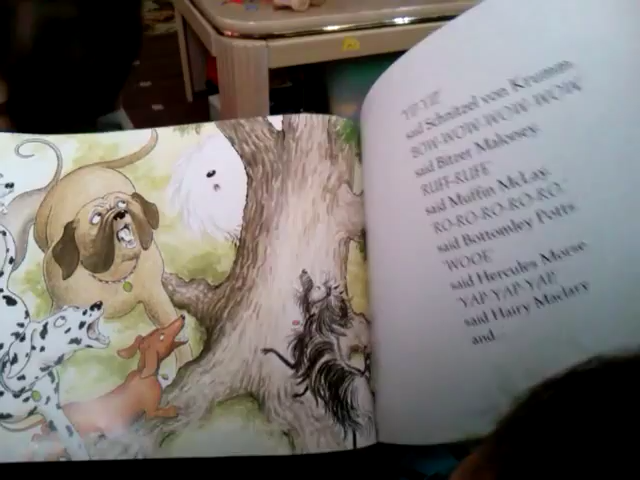 'YIP YIP'
said Schnitzel von Krumm.
'BOW-WOW-WOW-WOW'
said Bitzer Maloney.
'RUFF-RUFF'
said Muffin McLay.
'RO-RO-RO-RO-RO,'
said Bottomley Potts.
'WOOF'
said Hercules Morse.
'YAP YAP YAP'
said Hairy Maclary
and